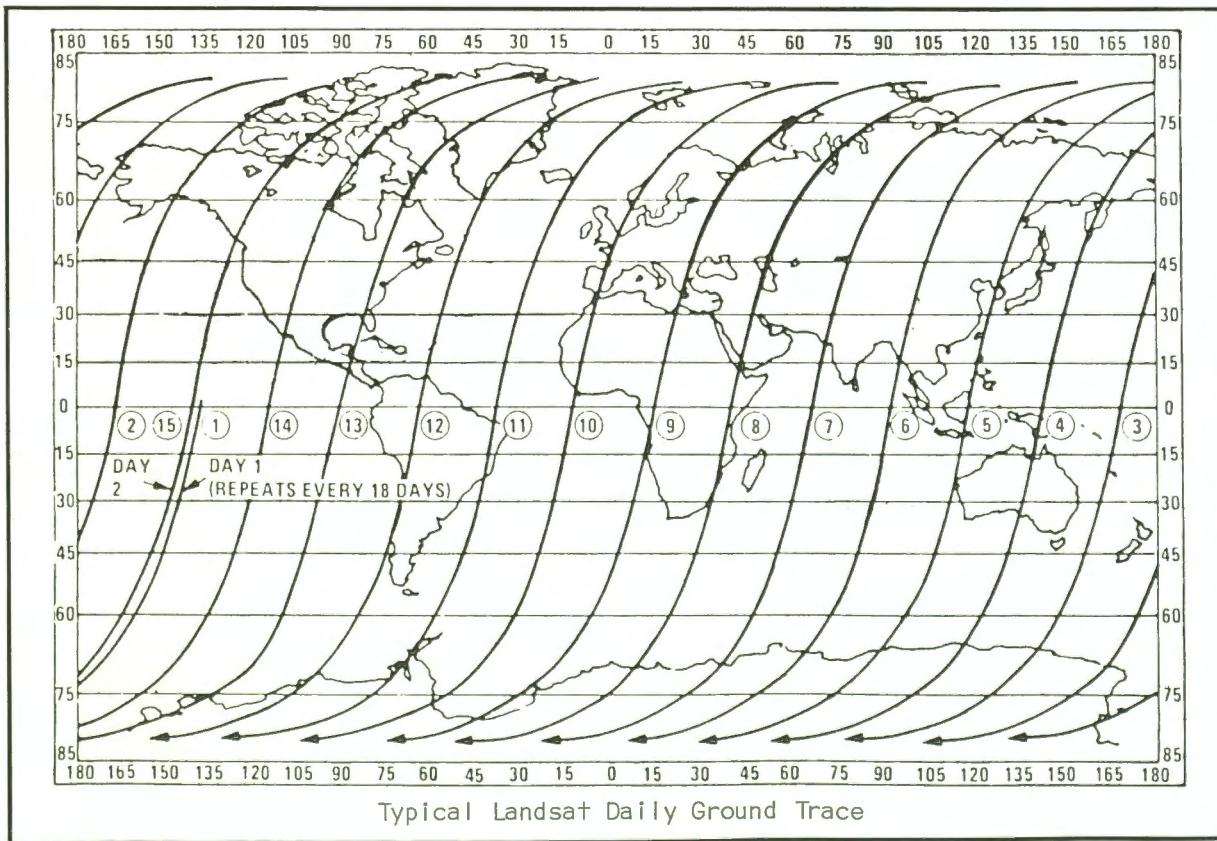 180 165 150 135 120 105 90 75 60 45 30 15 0 15 30 45 60 75 90 105 120 135 150 165 180
85 85
75 75
60 60
45 45
30 30
15 15
0 0
2 15 1 14 13 12 11 10 9 8 7 6 5 4 3
15 15
DAY 2
DAY 1
(REPEATS EVERY 18 DAYS)
30 30
45 45
60 60
75 75
85 85
180 165 150 135 120 105 90 75 60 45 30 15 0 15 30 45 60 75 90 105 120 135 150 165 180
Typical Landsat Daily Ground Trace